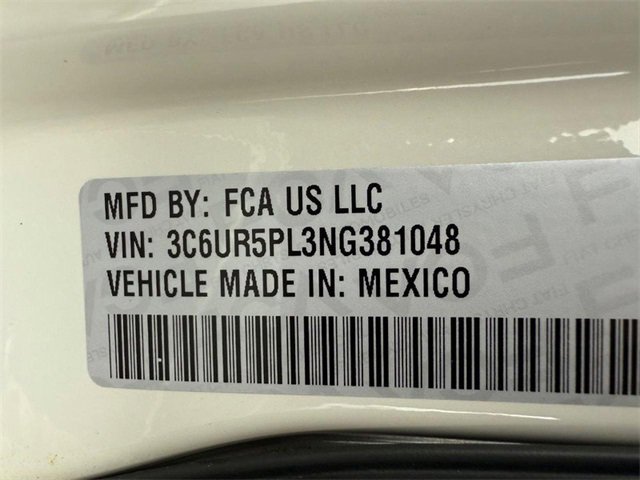 MFD BY: FCA US LLC
VIN: 3C6UR5PL3NG381048
VEHICLE MADE IN: MEXICO